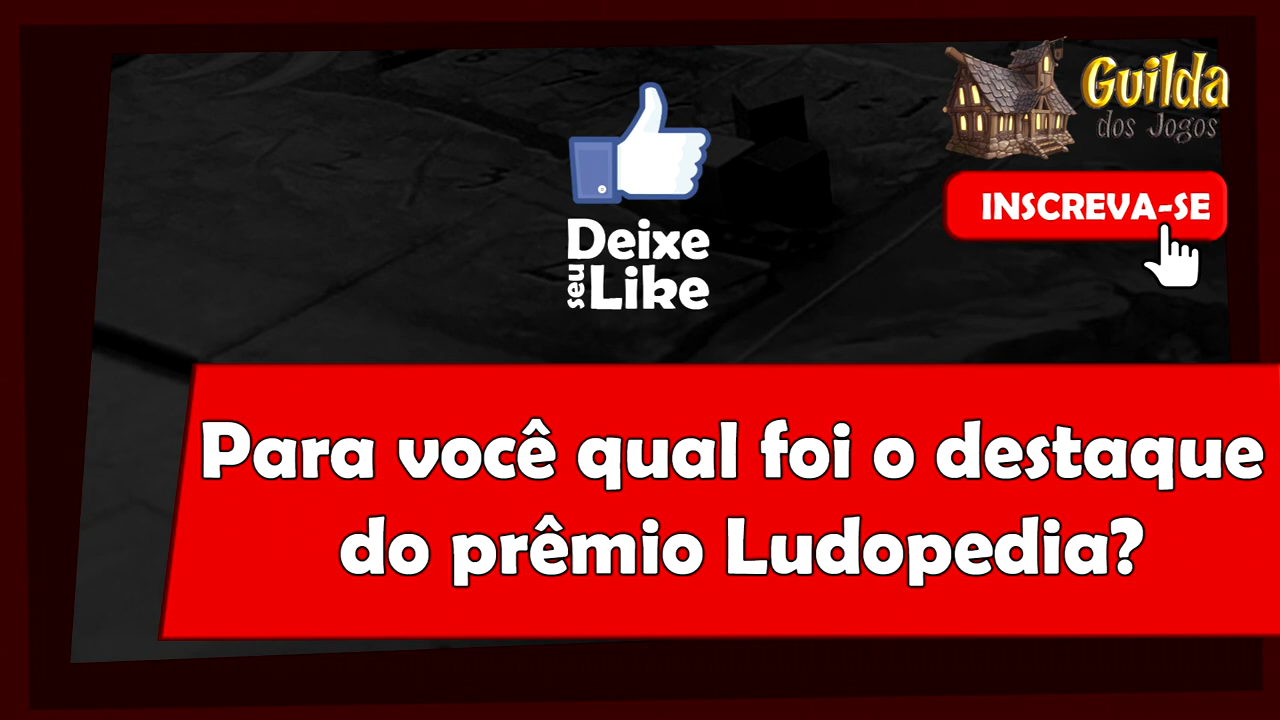 Guilda
dos Jogos
INSCREVA-SE
Deixe
seu
Like
Para você qual foi o destaque
do prêmio Ludopedia?